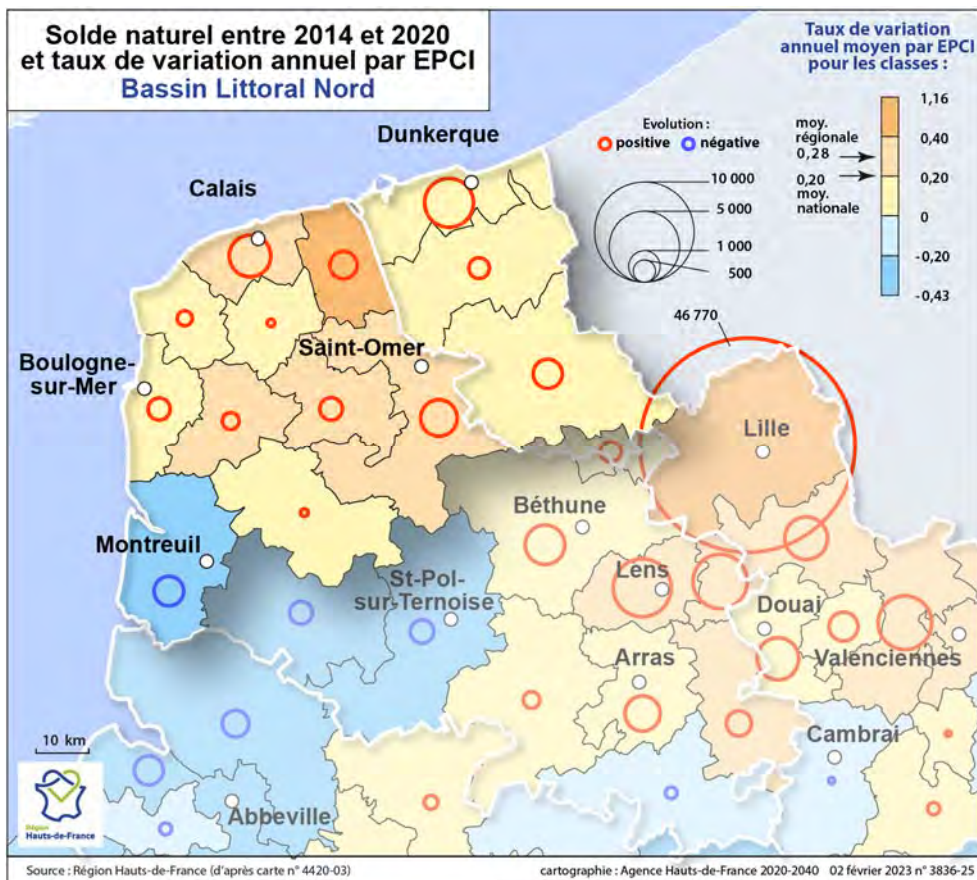 Solde naturel entre 2014 et 2020
et taux de variation annuel par EPCI
Bassin Littoral Nord
Taux de variation
annuel moyen par EPCI
pour les classes :
1,16
moy.
régionale
0,40
0,28
0,20
0,20
moy.
nationale
0
-0,20
-0,43
Evolution :
positive
négative
10 000
5 000
1 000
500
46 770
Dunkerque
Calais
Saint-Omer
Boulogne-
sur-Mer
Lille
Béthune
Montreuil
St-Pol-
sur-Ternoise
Lens
Douai
Valenciennes
Arras
Cambrai
Abbeville
10 km
Région
Hauts-de-France
Source : Région Hauts-de-France (d'après carte n° 4420-03)
cartographie : Agence Hauts-de-France 2020-2040 02 février 2023 n° 3836-25